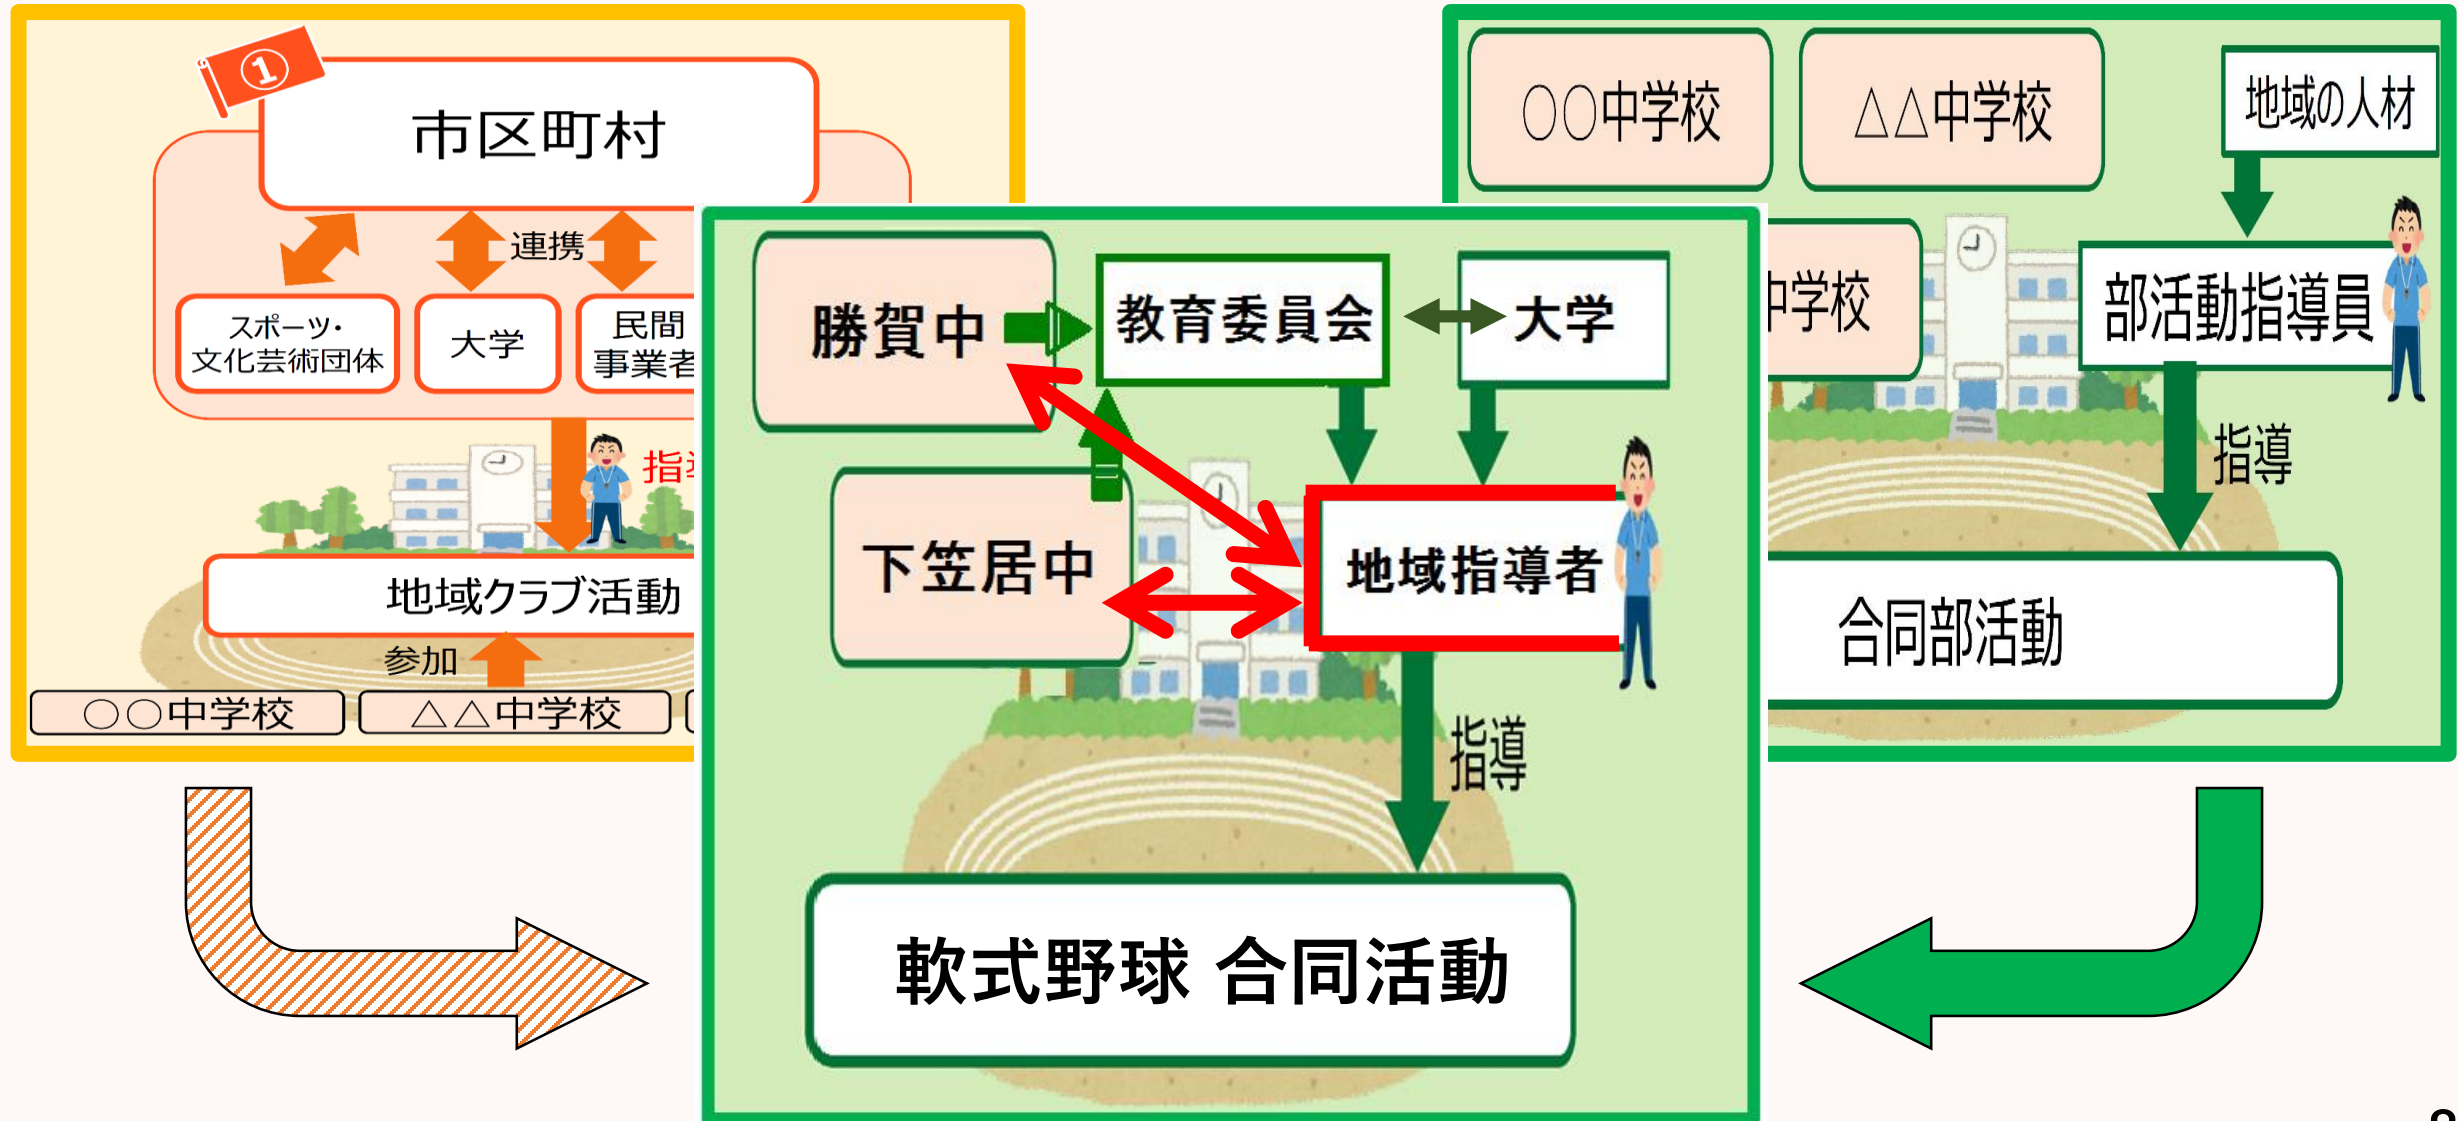 ①
市区町村
連携
スポーツ・
文化芸術団体
大学
民間
事業者
地域クラブ活動
参加
○○中学校
△△中学校
勝賀中
教育委員会
大学
下笠居中
地域指導者
指導
軟式野球 合同活動
○○中学校
△△中学校
地域の人材
中学校
部活動指導員
指導
合同部活動